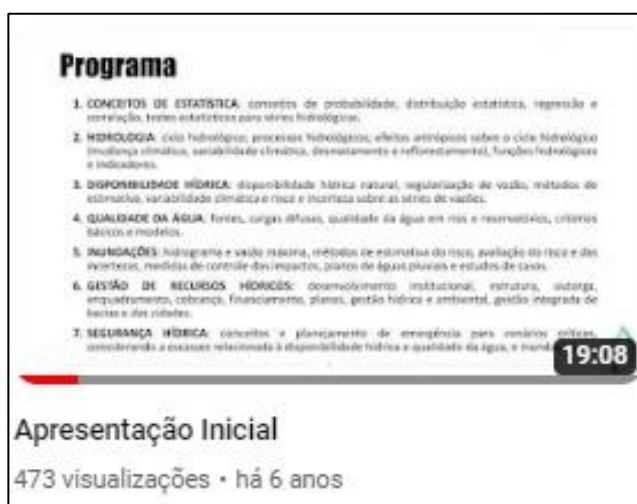 Programa
1. CONCEITOS DE ESTATÍSTICA: conceitos de probabilidade, distribuição estatística, regressão e
correlação, testes estatísticos para séries hidrológicas.
2. HIDROLOGIA: ciclo hidrológico; processos hidrológicos; efeitos antrópicos sobre o ciclo hidrológico
(mudança climática, variabilidade climática, desmatamento e reflorestamento), funções hidrológicas
e indicadores.
3. DISPONIBILIDADE HÍDRICA: disponibilidade hídrica natural, regularização de vazão, métodos de
estimativa, variabilidade climática e risco e incerteza sobre as séries de vazões.
4. QUALIDADE DA ÁGUA: fontes, cargas difusas, qualidade da água em rios e reservatórios, critérios
básicos e modelos.
5. INUNDAÇÕES: hidrograma e vazão máxima, métodos de estimativa do risco, avaliação do risco e das
incertezas, medidas de controle dos impactos, planos de águas pluviais e estudos de casos.
6. GESTÃO DE RECURSOS HÍDRICOS: desenvolvimento institucional, estrutura, outorga,
enquadramento, cobrança, financiamento, planos, gestão hídrica e ambiental, gestão integrada de
bacias e das cidades.
7. SEGURANÇA HÍDRICA: conceitos e planejamento de emergência para cenários críticos,
considerando a escassez relacionada à disponibilidade hídrica e qualidade da água, e
19:08
Apresentação Inicial
473 visualizações • há 6 anos